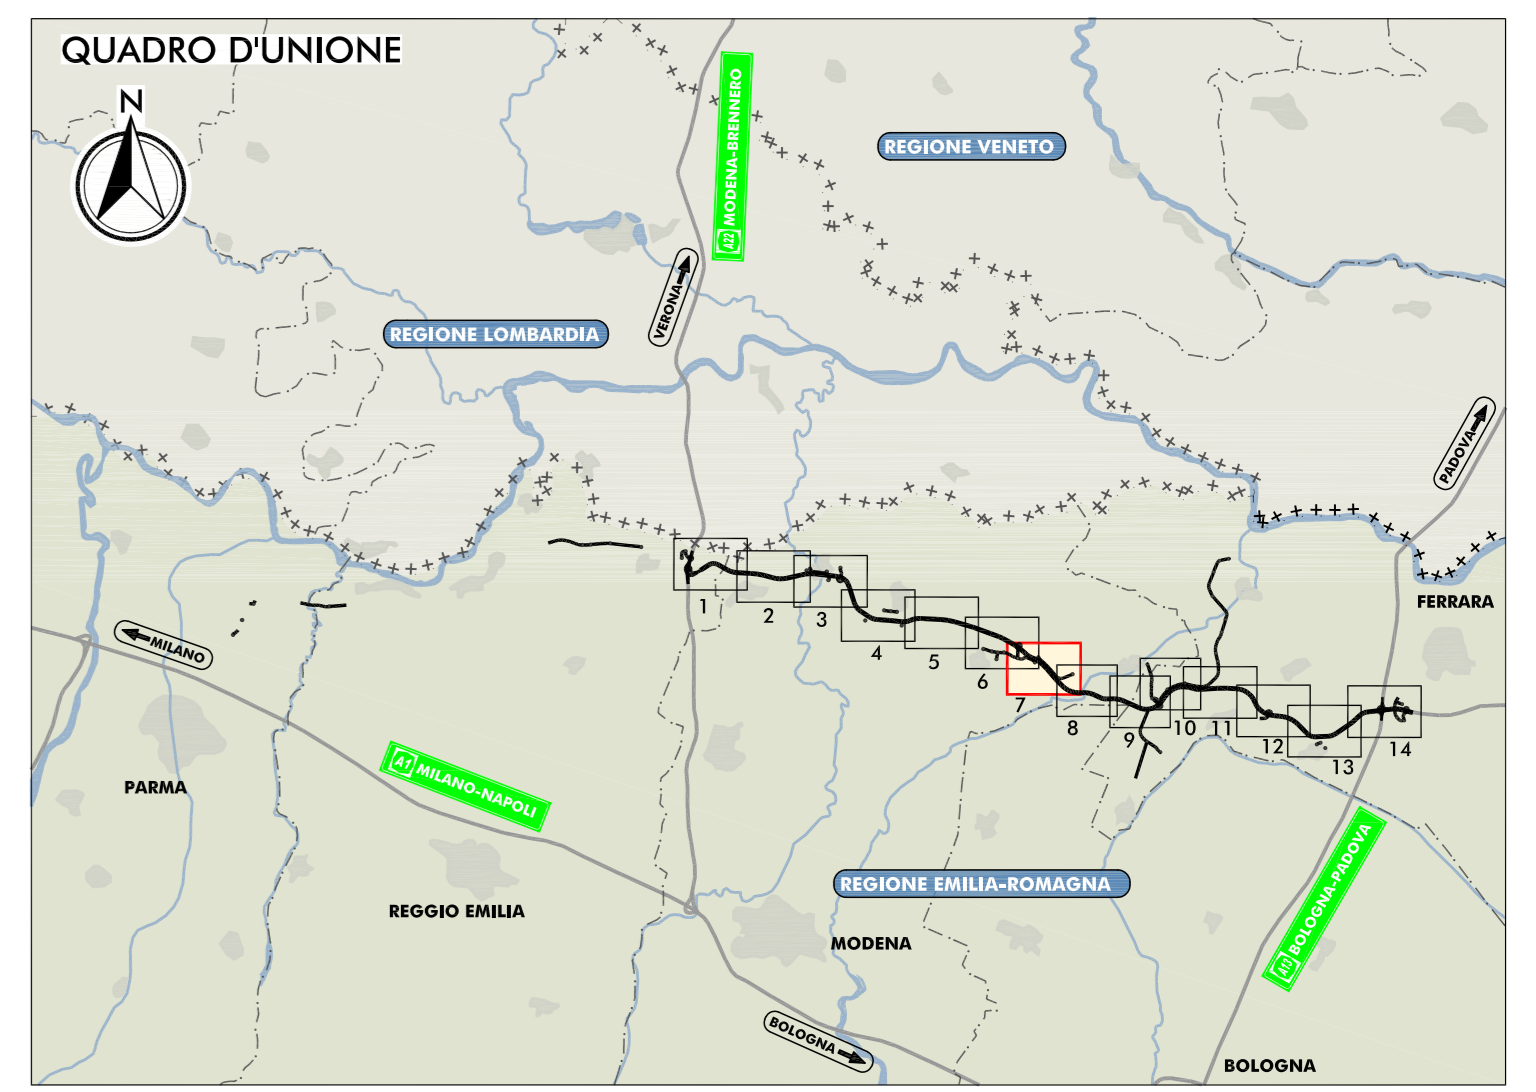 QUADRO D'UNIONE
N
A22 MODENA-BRENNERO
REGIONE VENETO
VERONA
REGIONE LOMBARDIA
PADOVA
FERRARA
MILANO
1
2
3
4
5
6
7
8
9
10
11
12
13
14
PARMA
A1 MILANO-NAPOLI
A13 BOLOGNA-PADOVA
REGIONE EMILIA-ROMAGNA
REGGIO EMILIA
MODENA
BOLOGNA
BOLOGNA